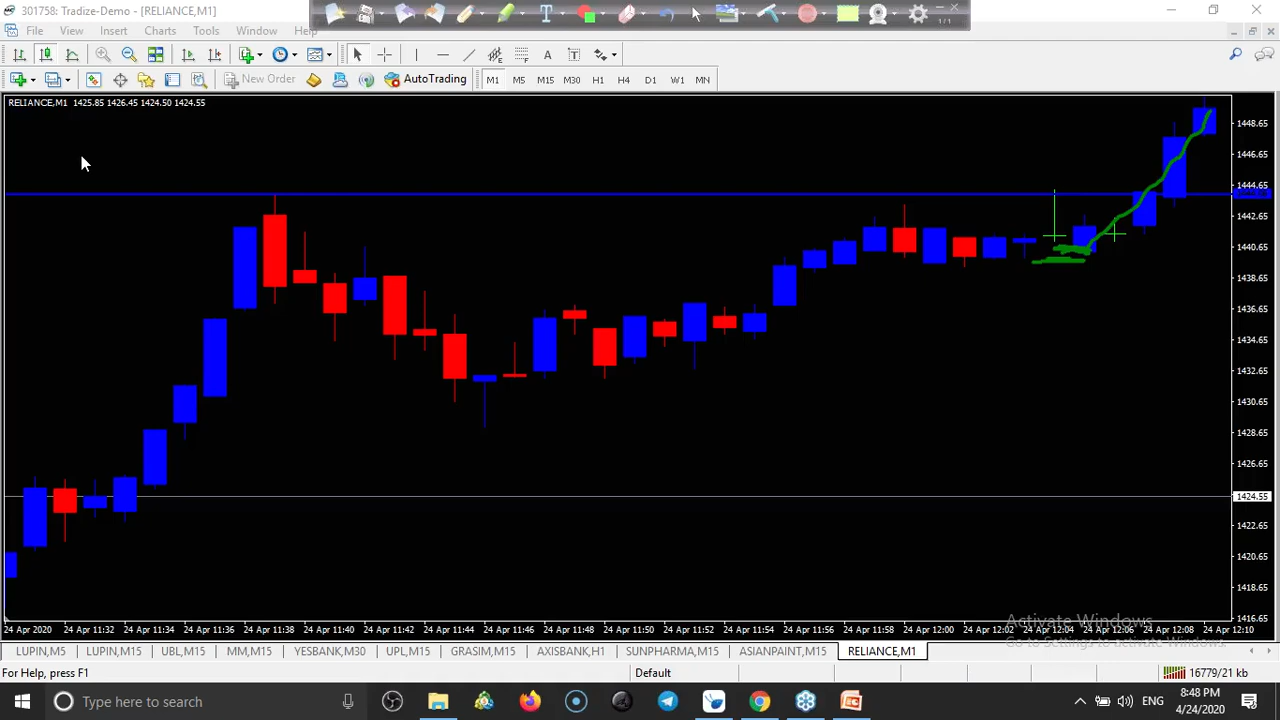 301758: Tradize-Demo - [RELIANCE,M1]
1/1
File View Insert Charts Tools Window Help
New Order AutoTrading M1 M5 M15 M30 H1 H4 D1 W1 MN
RELIANCE,M1 1425.85 1426.45 1424.50 1424.55
1448.65
1446.65
1444.65
1442.65
1440.65
1438.65
1436.65
1434.65
1432.65
1430.65
1428.65
1426.65
1424.55
1422.65
1420.65
1418.65
1416.65
Activate Windows
Go to Settings to activate Windows.
24 Apr 2020 24 Apr 11:32 24 Apr 11:34 24 Apr 11:36 24 Apr 11:38 24 Apr 11:40 24 Apr 11:42 24 Apr 11:44 24 Apr 11:46 24 Apr 11:48 24 Apr 11:50 24 Apr 11:52 24 Apr 11:54 24 Apr 11:56 24 Apr 11:58 24 Apr 12:00 24 Apr 12:02 24 Apr 12:04 24 Apr 12:06 24 Apr 12:08 24 Apr 12:10
LUPIN,M5 LUPIN,M15 UBL,M15 MM,M15 YESBANK,M30 UPL,M15 GRASIM,M15 AXISBANK,H1 SUNPHARMA,M15 ASIANPAINT,M15 RELIANCE,M1
For Help, press F1 Default 16779/21 kb
Type here to search ENG 8:48 PM
4/24/2020